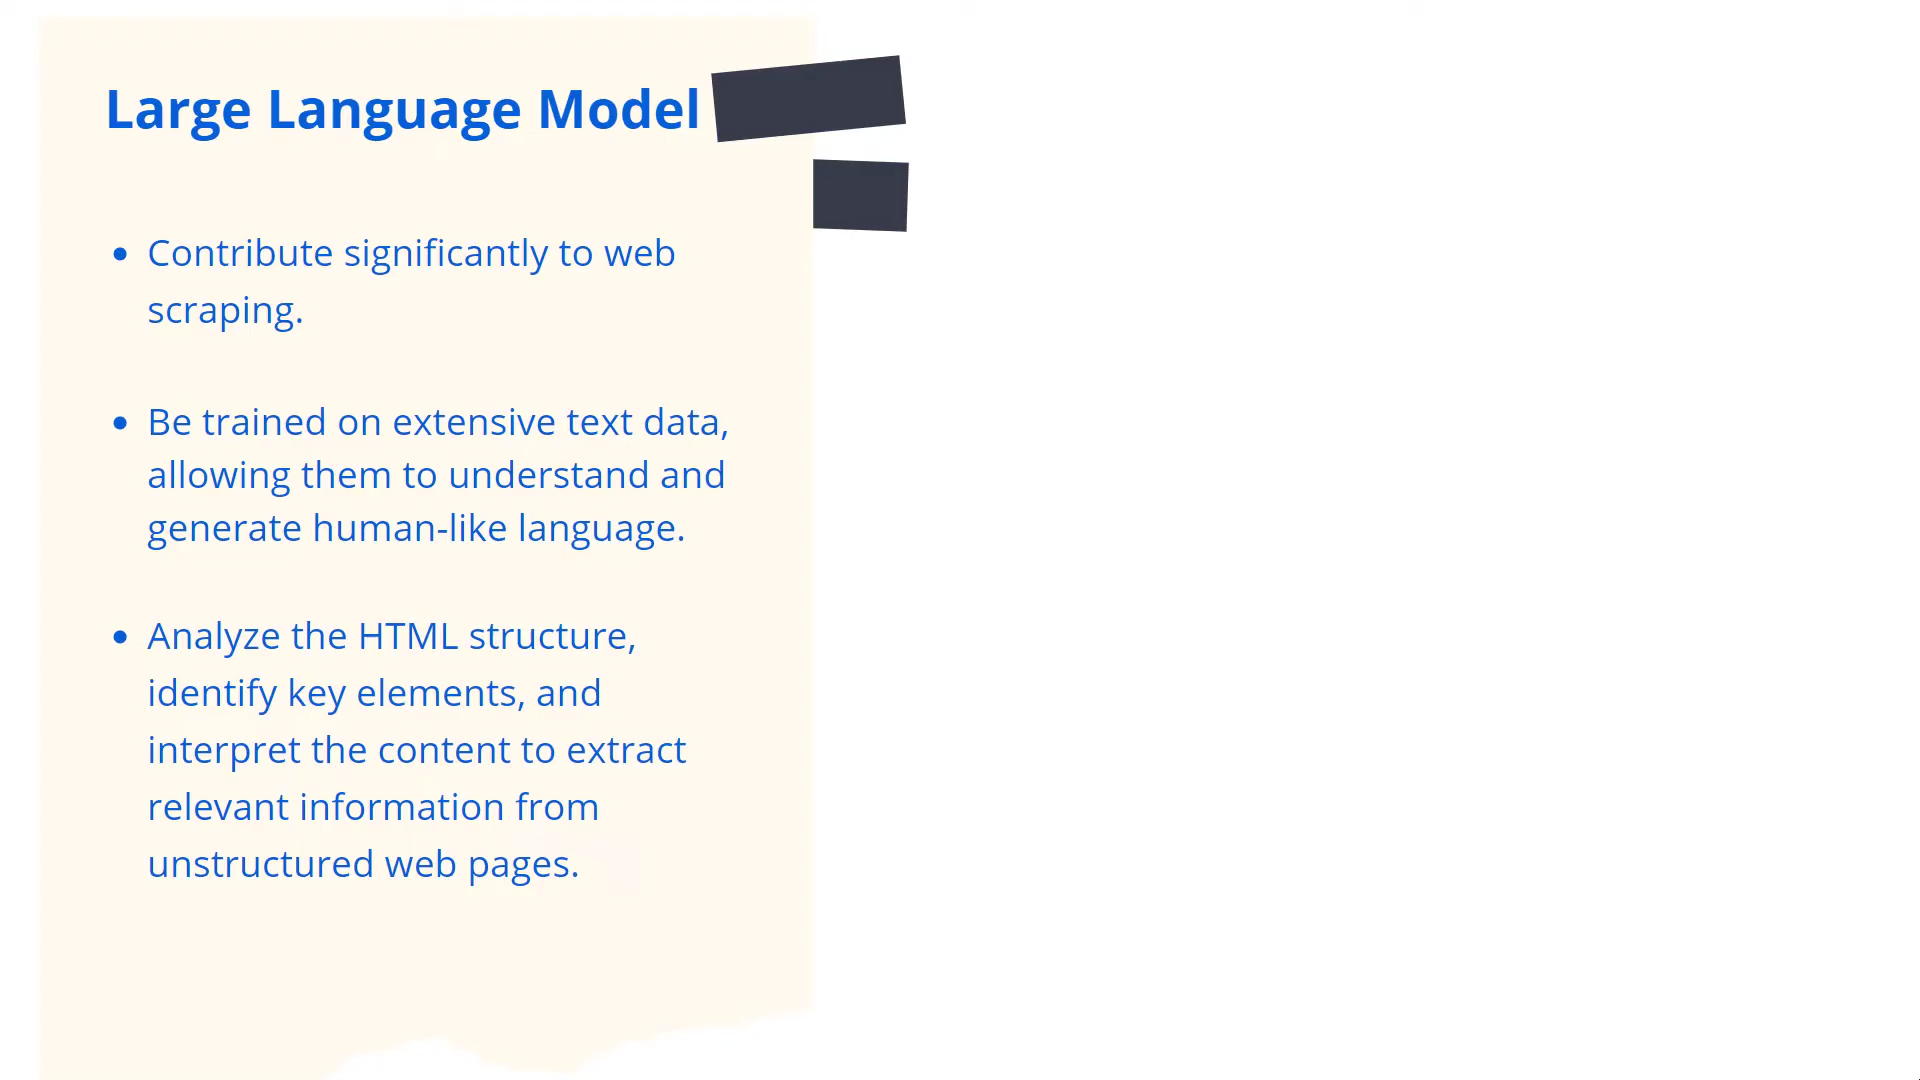 Large Language Model
• Contribute significantly to web
scraping.
• Be trained on extensive text data,
allowing them to understand and
generate human-like language.
• Analyze the HTML structure,
identify key elements, and
interpret the content to extract
relevant information from
unstructured web pages.